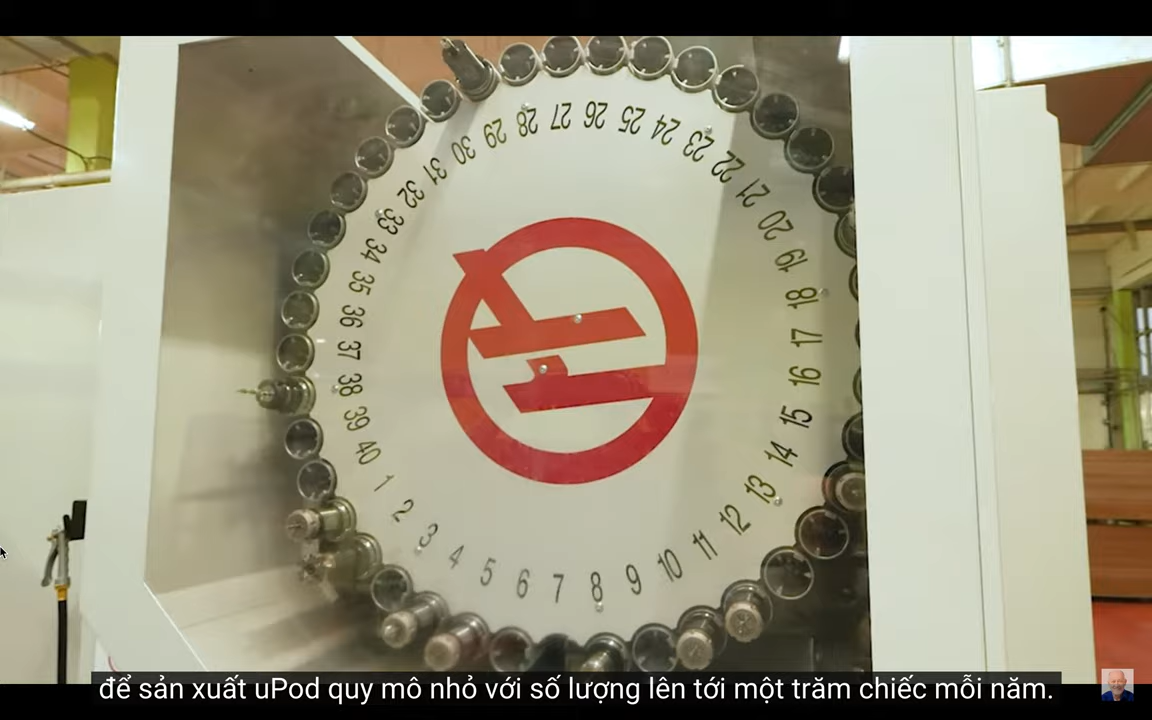 28 27 26 25 24 23 22 21 20 19 18 17 16 15 14 13 12 11 10 9 8 7 6 5 4 3 2 1 40 39 38 37 36 35 34 33 32 31 30 29
để sản xuất uPod quy mô nhỏ với số lượng lên tới một trăm chiếc mỗi năm.